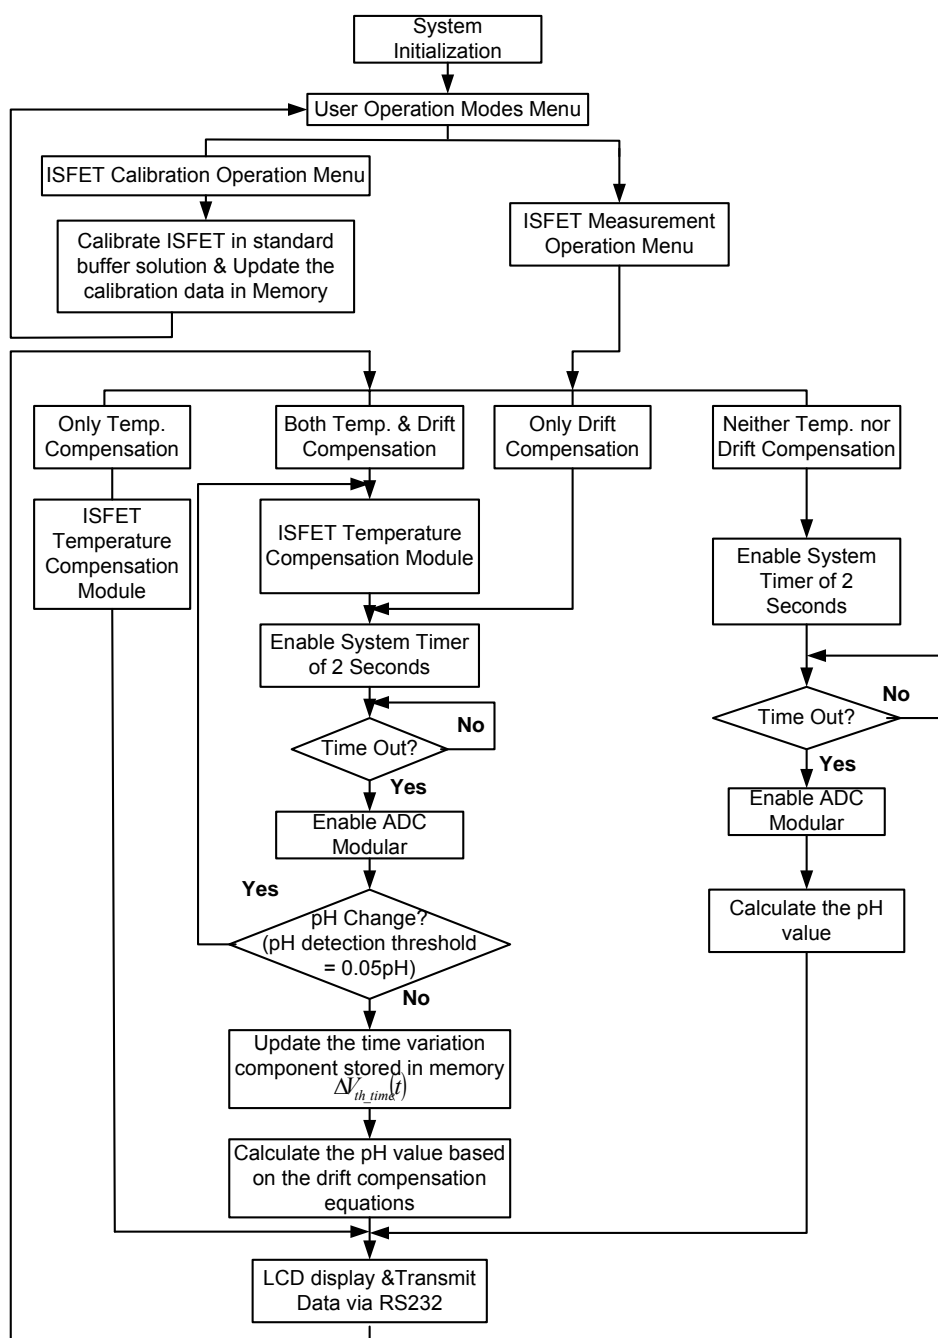 System
Initialization
User Operation Modes Menu
ISFET Calibration Operation Menu
Calibrate ISFET in standard
buffer solution & Update the
calibration data in Memory
ISFET Measurement
Operation Menu
Only Temp.
Compensation
Both Temp. & Drift
Compensation
Only Drift
Compensation
Neither Temp. nor
Drift Compensation
ISFET
Temperature
Compensation
Module
ISFET Temperature
Compensation Module
Enable System
Timer of 2
Seconds
Enable System Timer
of 2 Seconds
No
Time Out?
Yes
No
Time Out?
Yes
Enable ADC
Modular
Enable ADC
Modular
Yes
pH Change?
(pH detection threshold
= 0.05pH)
No
Calculate the pH
value
Update the time variation
component stored in memory
ΔV_{th_time}(t)
Calculate the pH value based
on the drift compensation
equations
LCD display &Transmit
Data via RS232